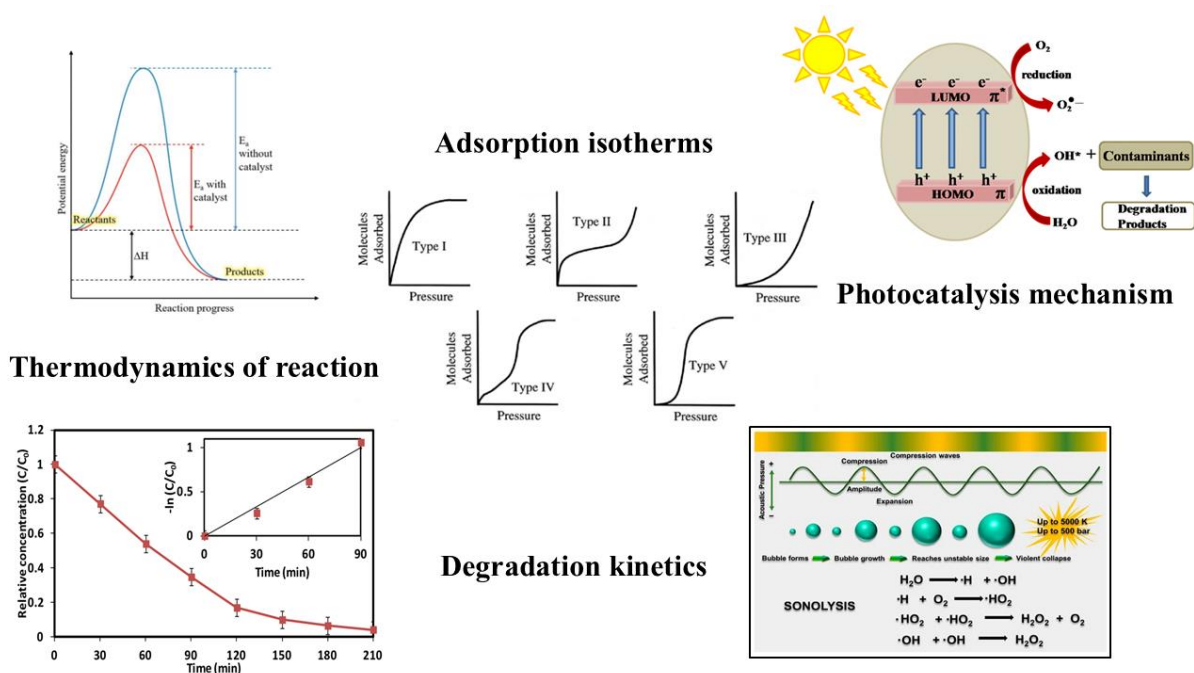 Potential energy
Reactants
ΔH
Products
Eₐ with
catalyst
Eₐ
without
catalyst
Reaction progress
Thermodynamics of reaction
Adsorption isotherms
Molecules
Adsorbed
Type I
Pressure
Molecules
Adsorbed
Type II
Pressure
Molecules
Adsorbed
Type III
Pressure
Molecules
Adsorbed
Type IV
Pressure
Molecules
Adsorbed
Type V
Pressure
e⁻ e⁻ e⁻
LUMO π*
h⁺ h⁺ h⁺
HOMO π
O₂
reduction
O₂•—
OH* + Contaminants
oxidation
H₂O
Degradation
Products
Photocatalysis mechanism
Relative concentration (C/C₀)
1.2
1
0.8
0.6
0.4
0.2
0
0 30 60 90 120 150 180 210
Time (min)
-ln (C/C₀)
1
0.5
0
0 30 60 90
Time (min)
Degradation kinetics
Compression waves
Acoustic Pressure
+
−
Compression
Amplitude
Expansion
Up to 5000 K
Up to 500 bar
Bubble forms Bubble growth Reaches unstable size Violent collapse
SONOLYSIS
H₂O ⟶ ·H + ·OH
·H + O₂ ⟶ ·HO₂
·HO₂ + ·HO₂ ⟶ H₂O₂ + O₂
·OH + ·OH ⟶ H₂O₂